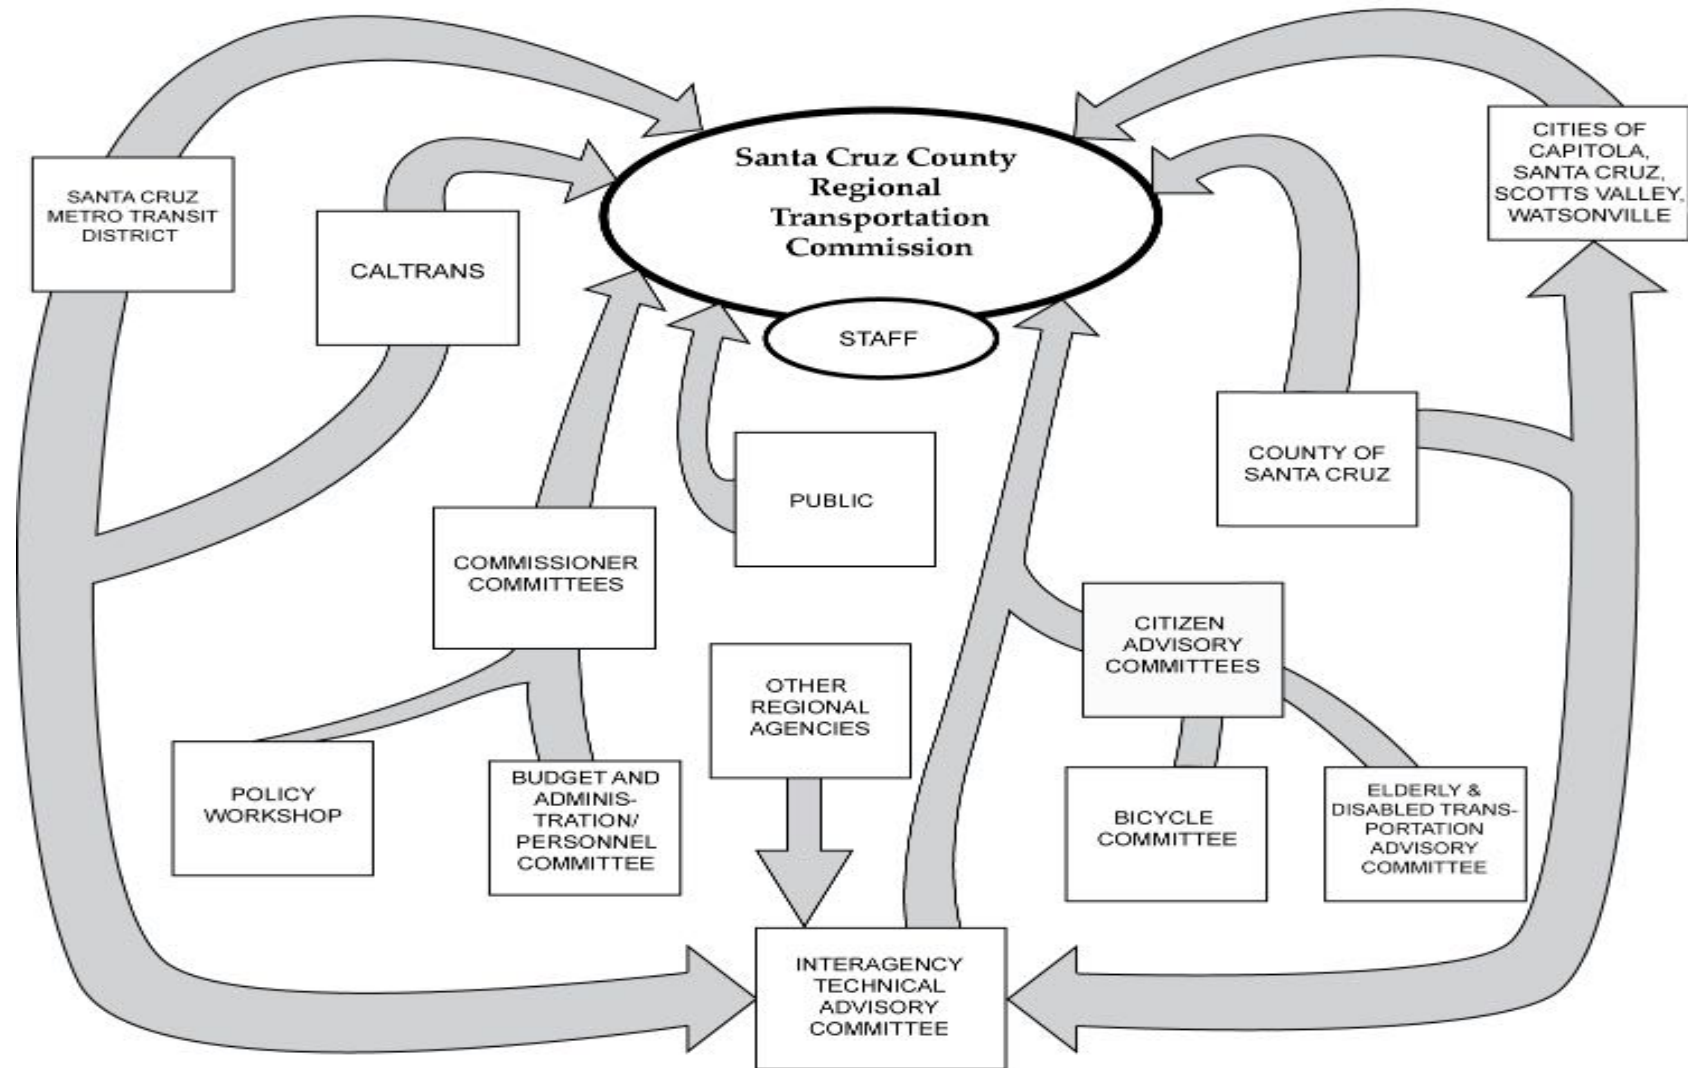 Santa Cruz County
Regional
Transportation
Commission
STAFF
SANTA CRUZ
METRO TRANSIT
DISTRICT
CALTRANS
CITIES OF
CAPITOLA,
SANTA CRUZ,
SCOTTS VALLEY,
WATSONVILLE
COUNTY OF
SANTA CRUZ
PUBLIC
COMMISSIONER
COMMITTEES
CITIZEN
ADVISORY
COMMITTEES
OTHER
REGIONAL
AGENCIES
POLICY
WORKSHOP
BUDGET AND
ADMINIS-
TRATION/
PERSONNEL
COMMITTEE
BICYCLE
COMMITTEE
ELDERLY &
DISABLED TRANS-
PORTATION
ADVISORY
COMMITTEE
INTERAGENCY
TECHNICAL
ADVISORY
COMMITTEE